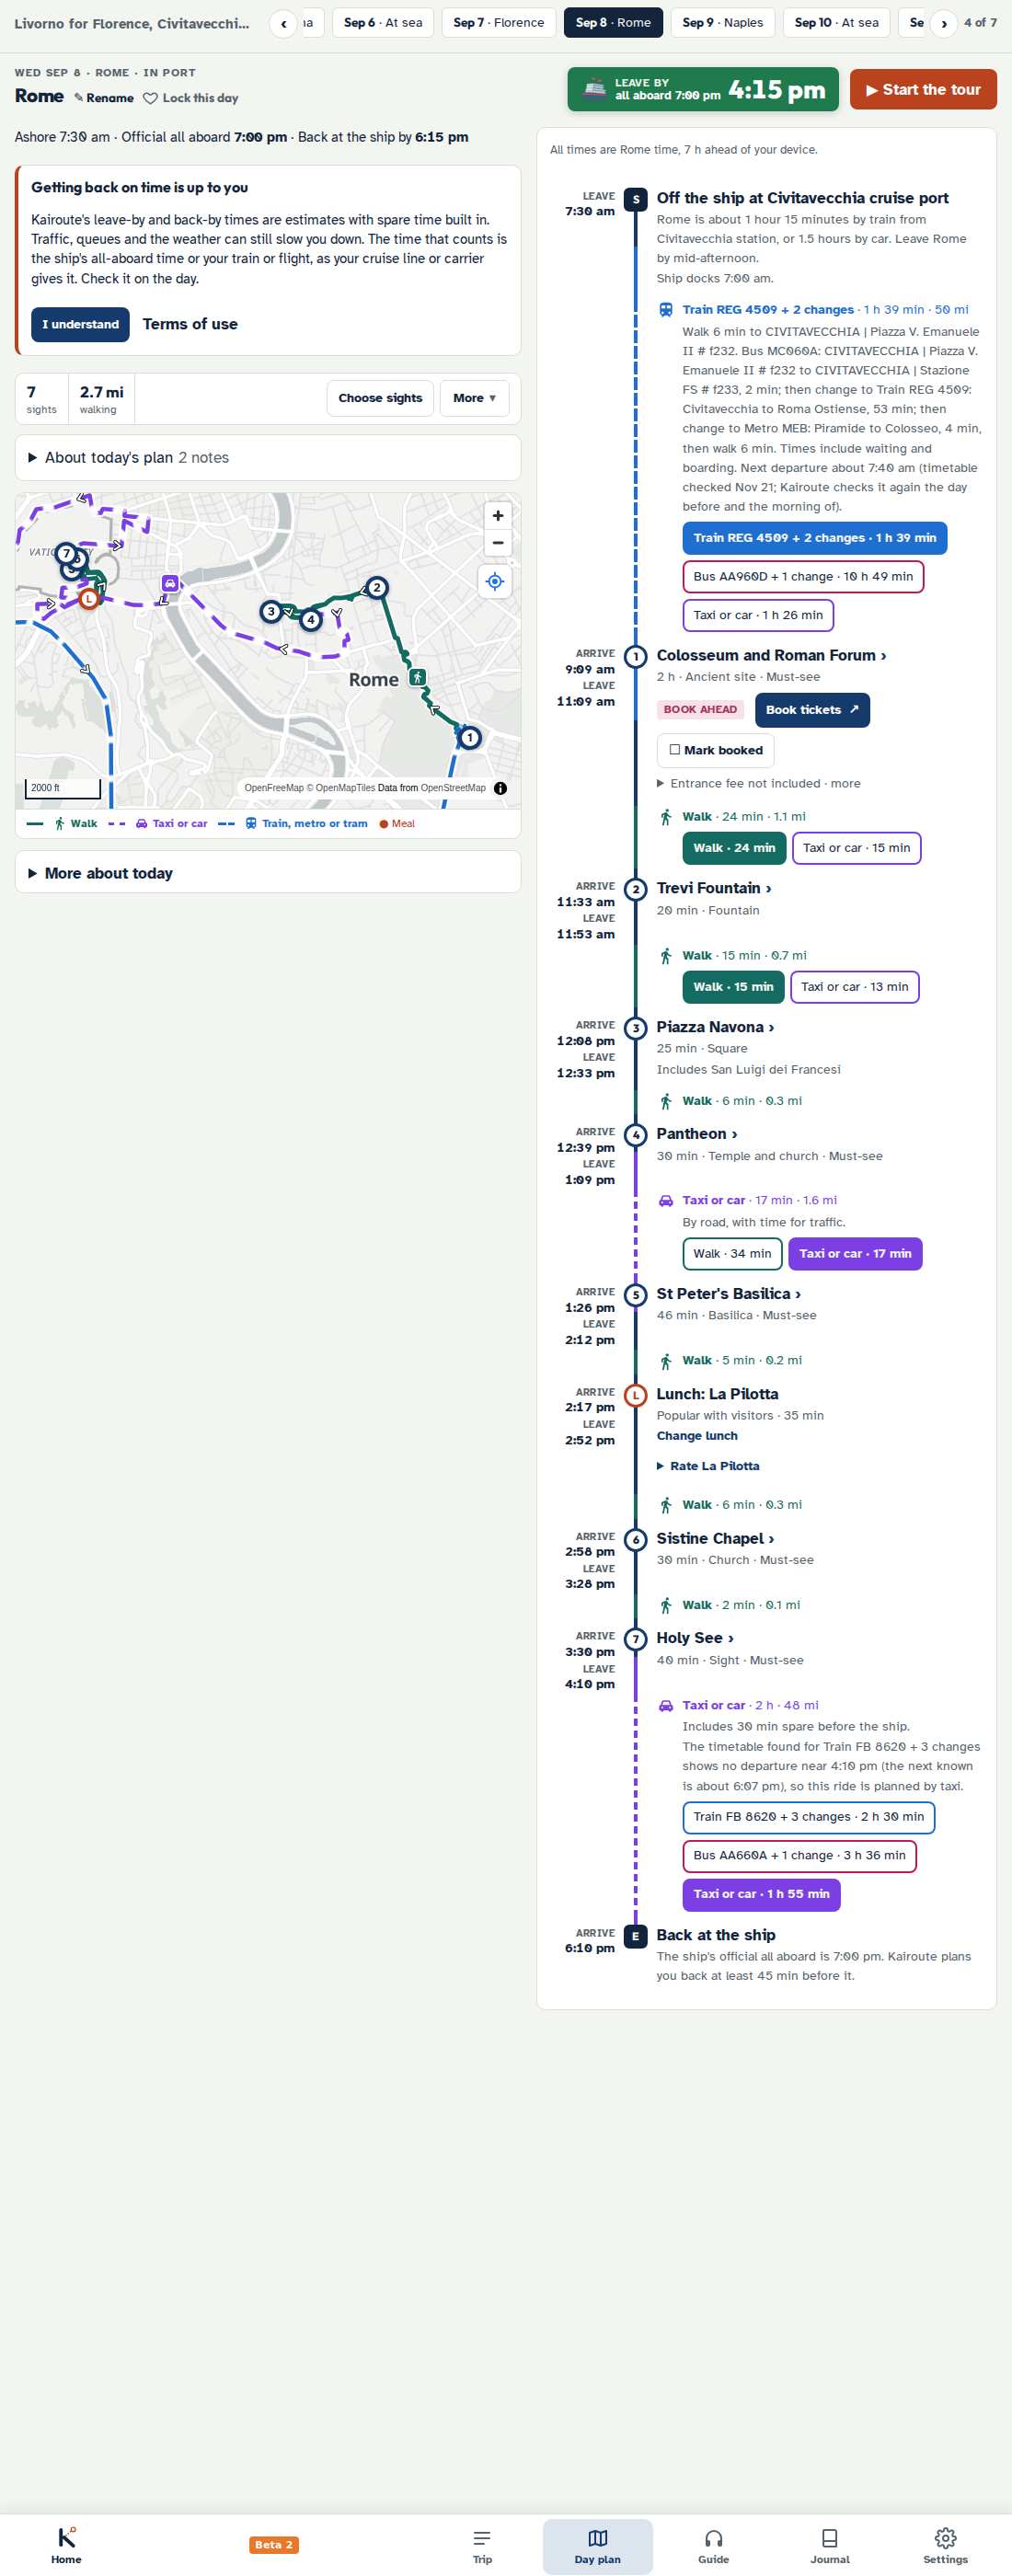 Livorno for Florence, Civitavecchi...
‹
na
Sep 6 · At sea
Sep 7 · Florence
Sep 8 · Rome
Sep 9 · Naples
Sep 10 · At sea
Se
›
4 of 7
WED SEP 8 · ROME · IN PORT
Rome ✎ Rename Lock this day
LEAVE BY
all aboard 7:00 pm 4:15 pm
▶ Start the tour
Ashore 7:30 am · Official all aboard 7:00 pm · Back at the ship by 6:15 pm
Getting back on time is up to you
Kairoute's leave-by and back-by times are estimates with spare time built in.
Traffic, queues and the weather can still slow you down. The time that counts is
the ship's all-aboard time or your train or flight, as your cruise line or carrier
gives it. Check it on the day.
I understand Terms of use
7
sights
2.7 mi
walking
Choose sights
More ▼
▶ About today's plan 2 notes
+
−
VATIC
7
L
3
4
2
1
Rome
2000 ft
OpenFreeMap © OpenMapTiles Data from OpenStreetMap
Walk Taxi or car Train, metro or tram Meal
▶ More about today
All times are Rome time, 7 h ahead of your device.
LEAVE
7:30 am
S
Off the ship at Civitavecchia cruise port
Rome is about 1 hour 15 minutes by train from
Civitavecchia station, or 1.5 hours by car. Leave Rome
by mid-afternoon.
Ship docks 7:00 am.
Train REG 4509 + 2 changes · 1 h 39 min · 50 mi
Walk 6 min to CIVITAVECCHIA | Piazza V. Emanuele
II # f232. Bus MC060A: CIVITAVECCHIA | Piazza V.
Emanuele II # f232 to CIVITAVECCHIA | Stazione
FS # f233, 2 min; then change to Train REG 4509:
Civitavecchia to Roma Ostiense, 53 min; then
change to Metro MEB: Piramide to Colosseo, 4 min,
then walk 6 min. Times include waiting and
boarding. Next departure about 7:40 am (timetable
checked Nov 21; Kairoute checks it again the day
before and the morning of).
Train REG 4509 + 2 changes · 1 h 39 min
Bus AA960D + 1 change · 10 h 49 min
Taxi or car · 1 h 26 min
ARRIVE
9:09 am
LEAVE
11:09 am
1
Colosseum and Roman Forum ›
2 h · Ancient site · Must-see
BOOK AHEAD
Book tickets ↗
☐ Mark booked
▶ Entrance fee not included · more
Walk · 24 min · 1.1 mi
Walk · 24 min
Taxi or car · 15 min
ARRIVE
11:33 am
LEAVE
11:53 am
2
Trevi Fountain ›
20 min · Fountain
Walk · 15 min · 0.7 mi
Walk · 15 min
Taxi or car · 13 min
ARRIVE
12:08 pm
LEAVE
12:33 pm
3
Piazza Navona ›
25 min · Square
Includes San Luigi dei Francesi
Walk · 6 min · 0.3 mi
ARRIVE
12:39 pm
LEAVE
1:09 pm
4
Pantheon ›
30 min · Temple and church · Must-see
Taxi or car · 17 min · 1.6 mi
By road, with time for traffic.
Walk · 34 min
Taxi or car · 17 min
ARRIVE
1:26 pm
LEAVE
2:12 pm
5
St Peter's Basilica ›
46 min · Basilica · Must-see
Walk · 5 min · 0.2 mi
ARRIVE
2:17 pm
LEAVE
2:52 pm
L
Lunch: La Pilotta
Popular with visitors · 35 min
Change lunch
▶ Rate La Pilotta
Walk · 6 min · 0.3 mi
ARRIVE
2:58 pm
LEAVE
3:28 pm
6
Sistine Chapel ›
30 min · Church · Must-see
Walk · 2 min · 0.1 mi
ARRIVE
3:30 pm
LEAVE
4:10 pm
7
Holy See ›
40 min · Sight · Must-see
Taxi or car · 2 h · 48 mi
Includes 30 min spare before the ship.
The timetable found for Train FB 8620 + 3 changes
shows no departure near 4:10 pm (the next known
is about 6:07 pm), so this ride is planned by taxi.
Train FB 8620 + 3 changes · 2 h 30 min
Bus AA660A + 1 change · 3 h 36 min
Taxi or car · 1 h 55 min
ARRIVE
6:10 pm
E
Back at the ship
The ship's official all aboard is 7:00 pm. Kairoute plans
you back at least 45 min before it.
Home
Beta 2
Trip
Day plan
Guide
Journal
Settings